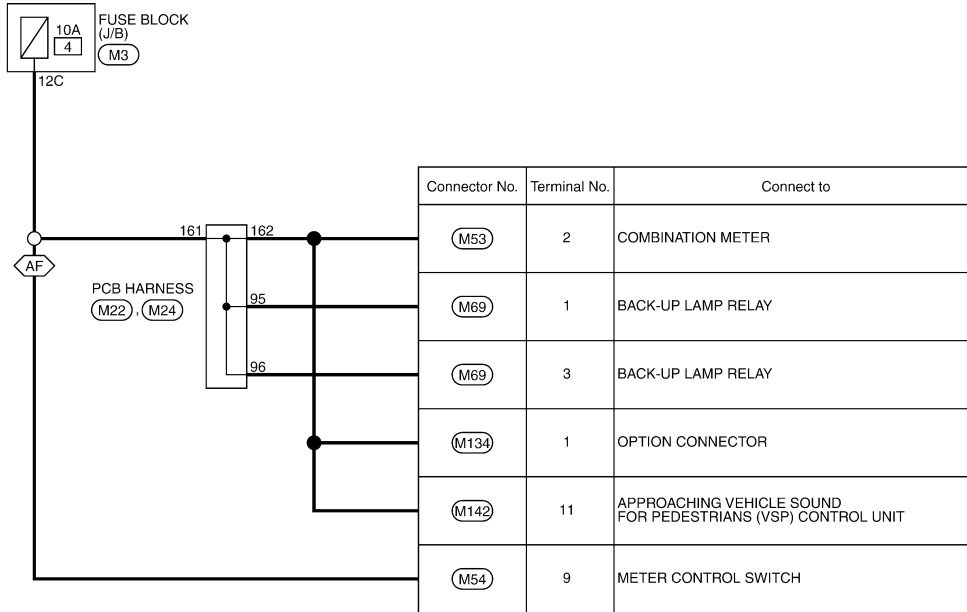 FUSE BLOCK
(J/B)
10A
4
M3
12C
Connector No. Terminal No. Connect to
161 162
M53 2 COMBINATION METER
AF
PCB HARNESS
M22 , M24
95
M69 1 BACK-UP LAMP RELAY
96
M69 3 BACK-UP LAMP RELAY
M134 1 OPTION CONNECTOR
M142 11 APPROACHING VEHICLE SOUND
FOR PEDESTRIANS (VSP) CONTROL UNIT
M54 9 METER CONTROL SWITCH